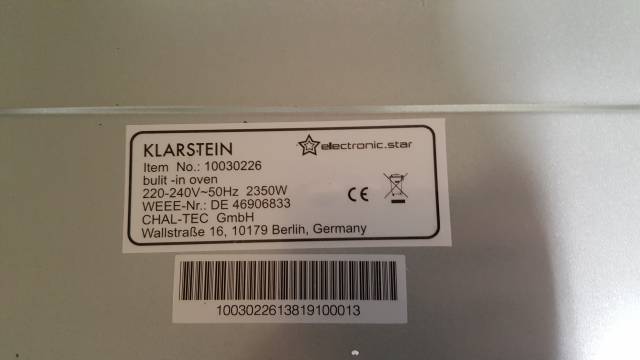 KLARSTEIN
electronic.star
Item No.: 10030226
bulit -in oven
220-240V~50Hz 2350W
WEEE-Nr.: DE 46906833
CHAL-TEC GmbH
Wallstraße 16, 10179 Berlin, Germany
CE
1003022613819100013